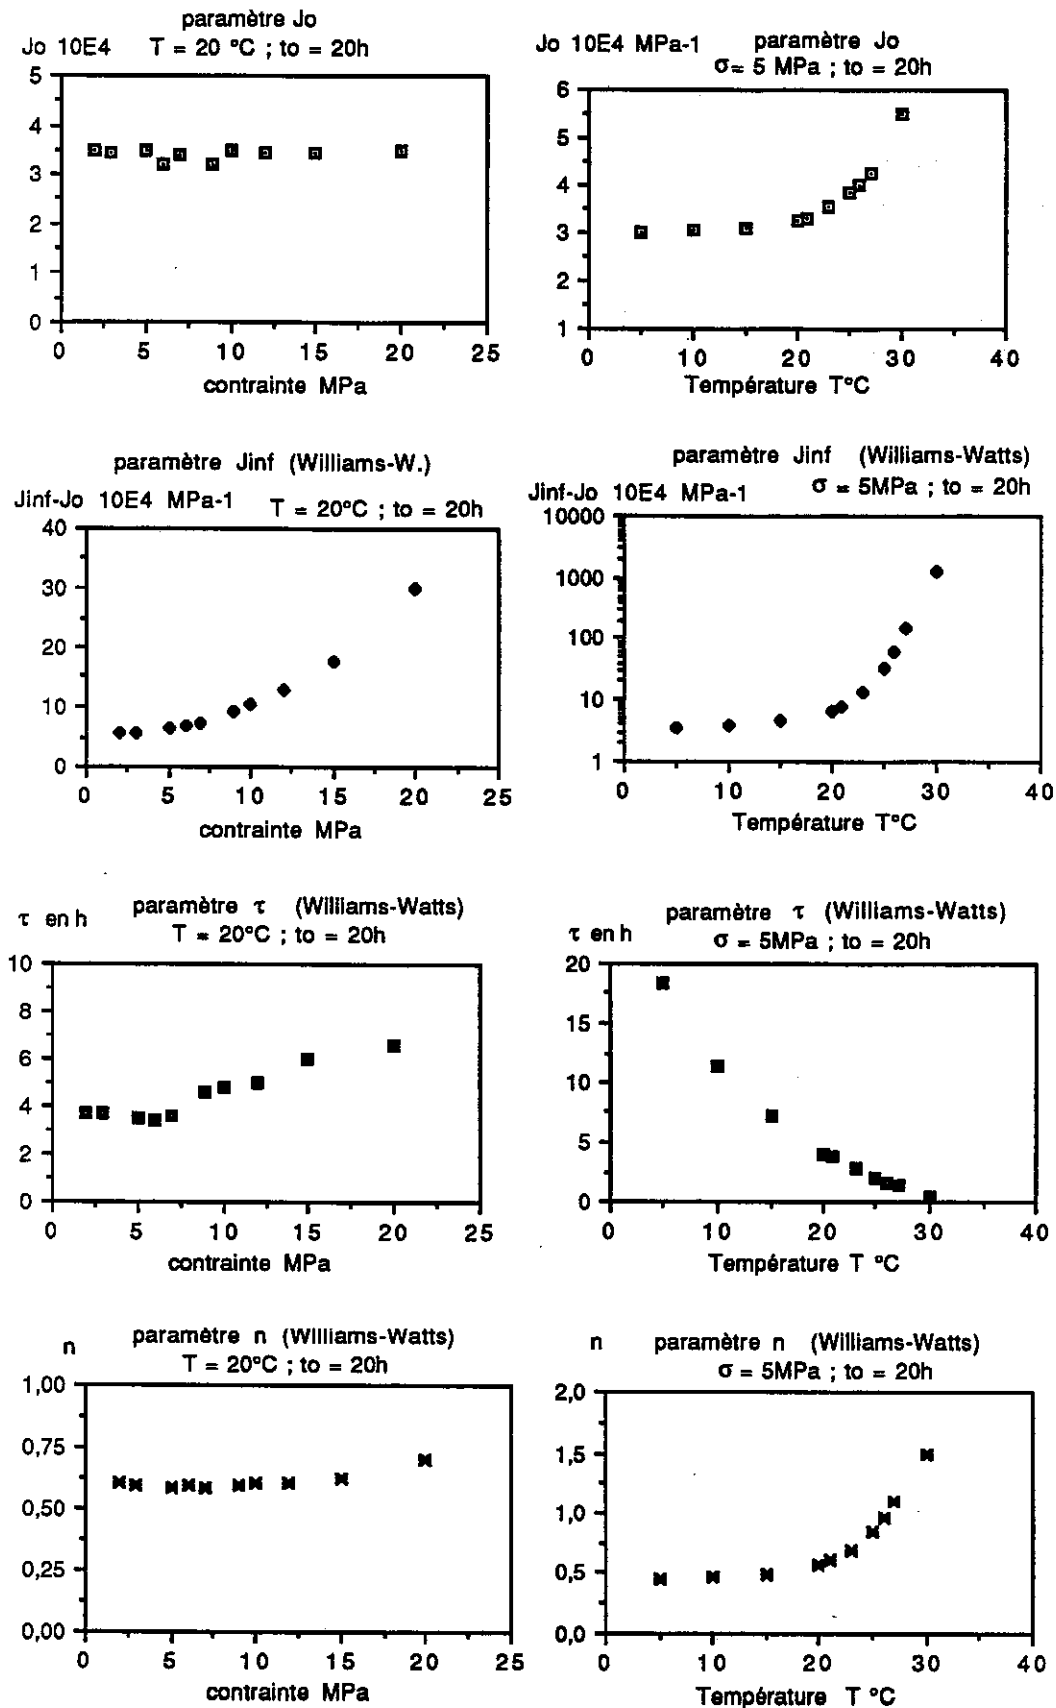 paramètre Jo
Jo 10E4 T = 20 °C ; to = 20h
5
4
3
2
1
0
0 5 10 15 20 25
contrainte MPa
Jo 10E4 MPa-1 paramètre Jo
σ= 5 MPa ; to = 20h
6
5
4
3
2
1
0 10 20 30 40
Température T°C
paramètre Jinf (Williams-W.)
Jinf-Jo 10E4 MPa-1 T = 20°C ; to = 20h
40
30
20
10
0
0 5 10 15 20 25
contrainte MPa
paramètre Jinf (Williams-Watts)
Jinf-Jo 10E4 MPa-1 σ = 5MPa ; to = 20h
10000
1000
100
10
1
0 10 20 30 40
Température T°C
τ en h paramètre τ (Williams-Watts)
T = 20°C ; to = 20h
10
8
6
4
2
0
0 5 10 15 20 25
contrainte MPa
paramètre τ (Williams-Watts)
τ en h σ = 5MPa ; to = 20h
20
15
10
5
0
0 10 20 30 40
Température T °C
n paramètre n (Williams-Watts)
T = 20°C ; to = 20h
1,00
0,75
0,50
0,25
0,00
0 5 10 15 20 25
contrainte MPa
n paramètre n (Williams-Watts)
σ = 5MPa ; to = 20h
2,0
1,5
1,0
0,5
0,0
0 10 20 30 40
Température T °C